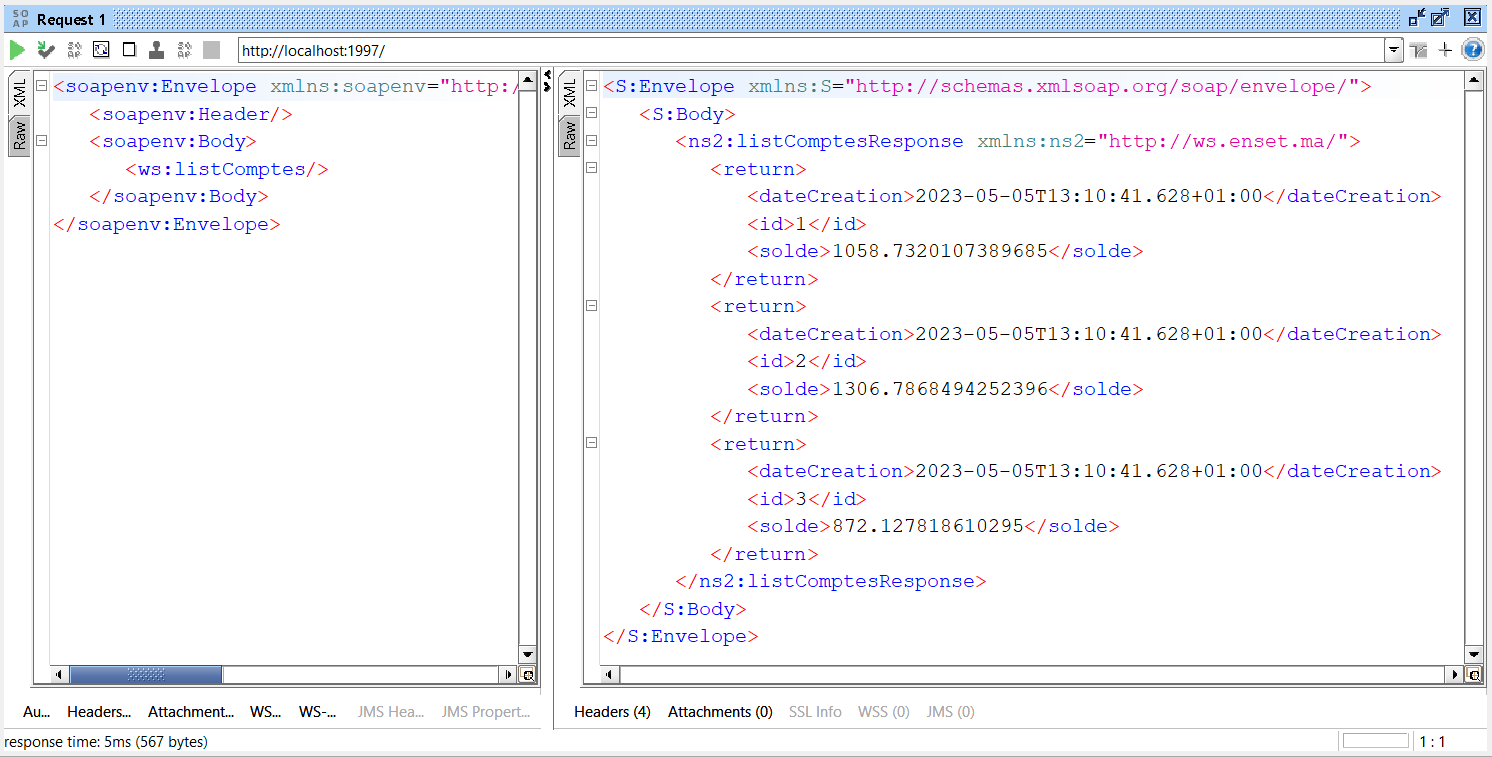 SO AP Request 1
http://localhost:1997/
XML
Raw
<soapenv:Envelope xmlns:soapenv="http:/
<soapenv:Header/>
<soapenv:Body>
<ws:listComptes/>
</soapenv:Body>
</soapenv:Envelope>
Au...
Headers...
Attachment...
WS...
WS-...
JMS Hea...
JMS Propert...
XML
Raw
<S:Envelope xmlns:S="http://schemas.xmlsoap.org/soap/envelope/">
<S:Body>
<ns2:listComptesResponse xmlns:ns2="http://ws.enset.ma/">
<return>
<dateCreation>2023-05-05T13:10:41.628+01:00</dateCreation>
<id>1</id>
<solde>1058.7320107389685</solde>
</return>
<return>
<dateCreation>2023-05-05T13:10:41.628+01:00</dateCreation>
<id>2</id>
<solde>1306.7868494252396</solde>
</return>
<return>
<dateCreation>2023-05-05T13:10:41.628+01:00</dateCreation>
<id>3</id>
<solde>872.127818610295</solde>
</return>
</ns2:listComptesResponse>
</S:Body>
</S:Envelope>
Headers (4)
Attachments (0)
SSL Info
WSS (0)
JMS (0)
response time: 5ms (567 bytes)
1 : 1